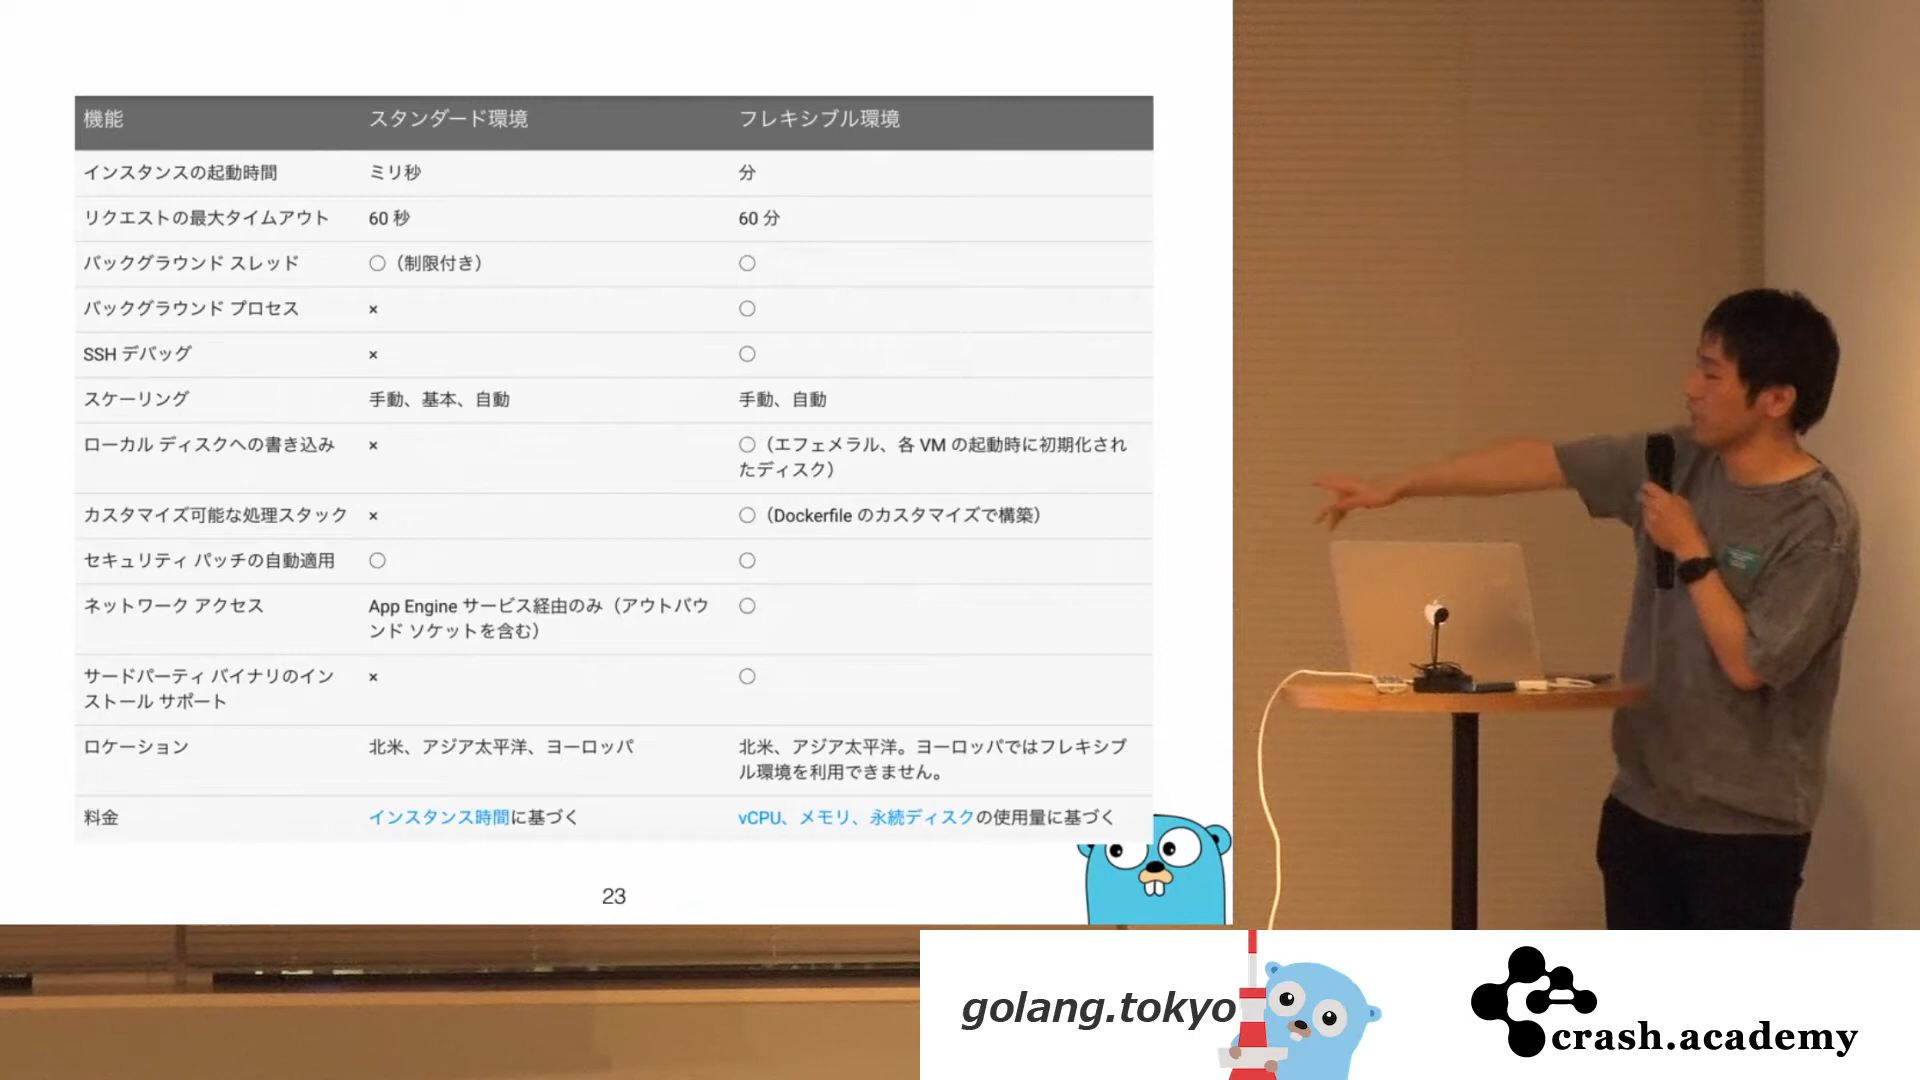 機能 スタンダード環境 フレキシブル環境
インスタンスの起動時間 ミリ秒 分
リクエストの最大タイムアウト 60 秒 60 分
バックグラウンド スレッド ○（制限付き） ○
バックグラウンド プロセス × ○
SSH デバッグ × ○
スケーリング 手動、基本、自動 手動、自動
ローカル ディスクへの書き込み × ○（エフェメラル、各 VM の起動時に初期化され
たディスク）
カスタマイズ可能な処理スタック × ○（Dockerfile のカスタマイズで構築）
セキュリティ パッチの自動適用 ○ ○
ネットワーク アクセス App Engine サービス経由のみ（アウトバウ ○
ンド ソケットを含む）
サードパーティ バイナリのイン × ○
ストール サポート
ロケーション 北米、アジア太平洋、ヨーロッパ 北米、アジア太平洋。ヨーロッパではフレキシブ
ル環境を利用できません。
料金 インスタンス時間に基づく vCPU、メモリ、永続ディスクの使用量に基づく
23
golang.tokyo
crash.academy